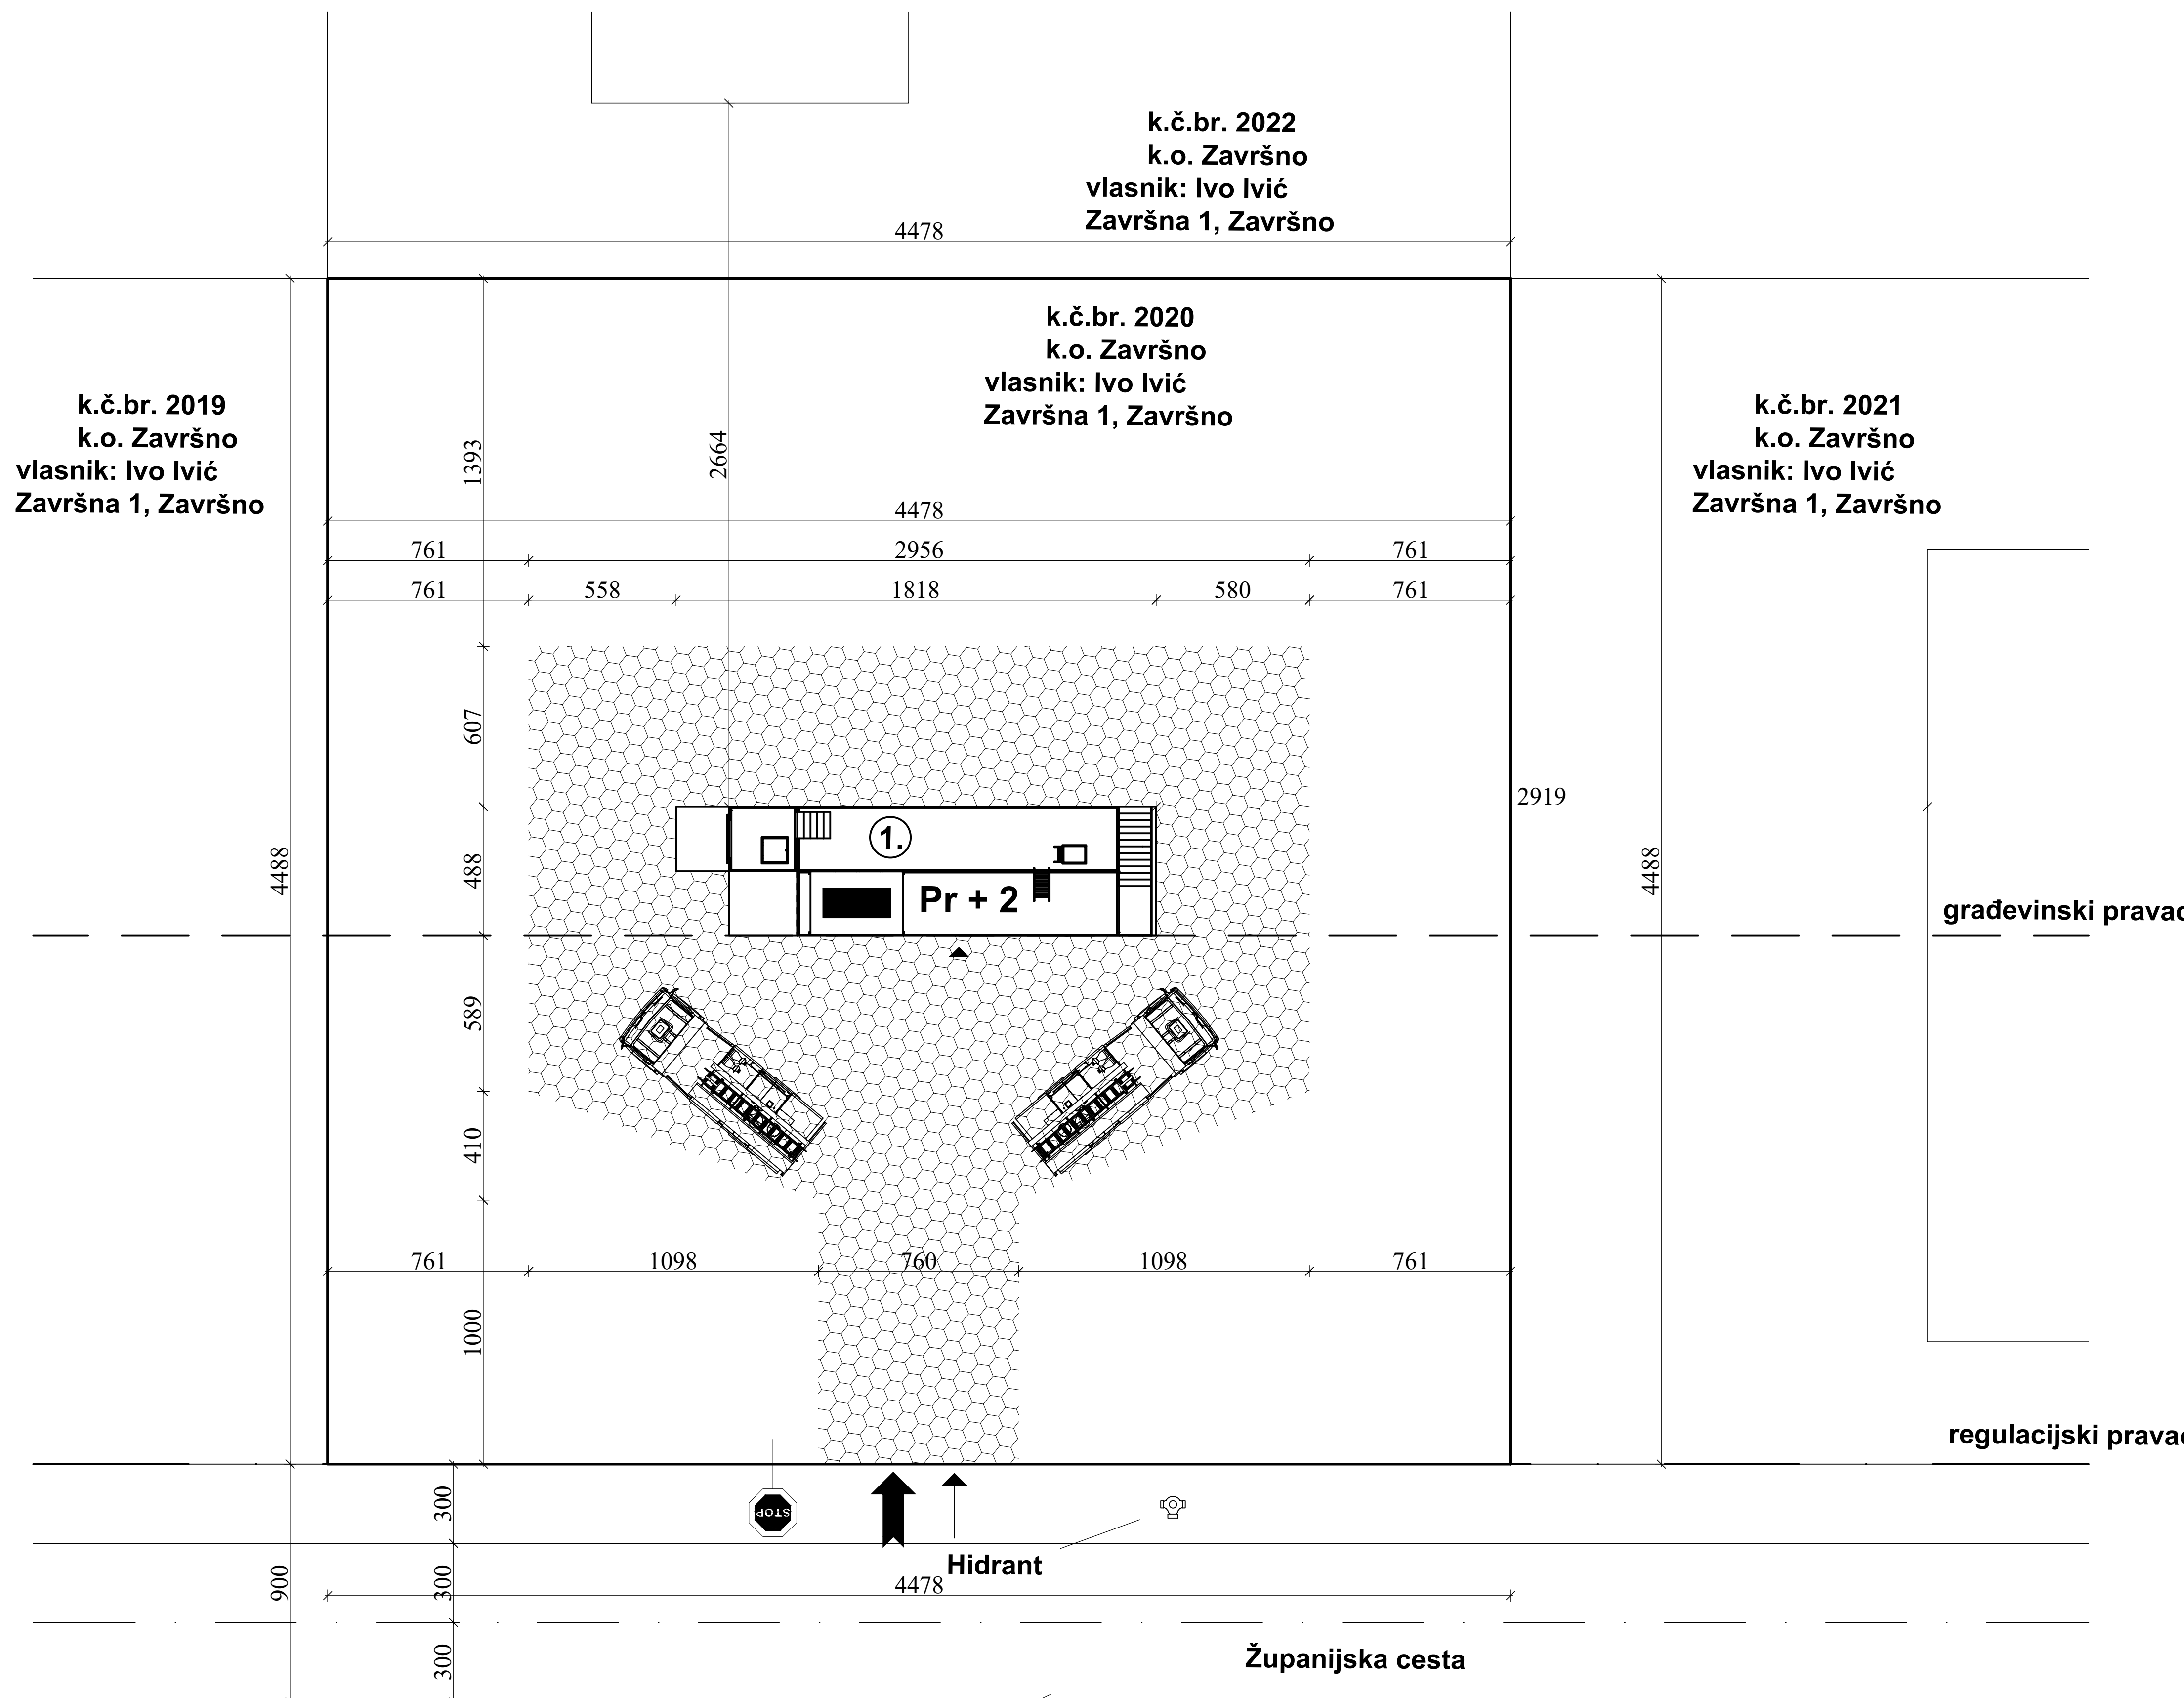 k.č.br. 2022
k.o. Završno
vlasnik: Ivo Ivić
Završna 1, Završno
4478
k.č.br. 2020
k.o. Završno
vlasnik: Ivo Ivić
Završna 1, Završno
k.č.br. 2019
k.o. Završno
vlasnik: Ivo Ivić
Završna 1, Završno
k.č.br. 2021
k.o. Završno
vlasnik: Ivo Ivić
Završna 1, Završno
1393
2664
4478
761 2956 761
761 558 1818 580 761
607
2919
1.
488
4488
4488
Pr + 2
građevinski pravac
589
410
761 1098 760 1098 761
1000
regulacijski pravac
300
STOP
Hidrant
900
300
4478
300
Županijska cesta